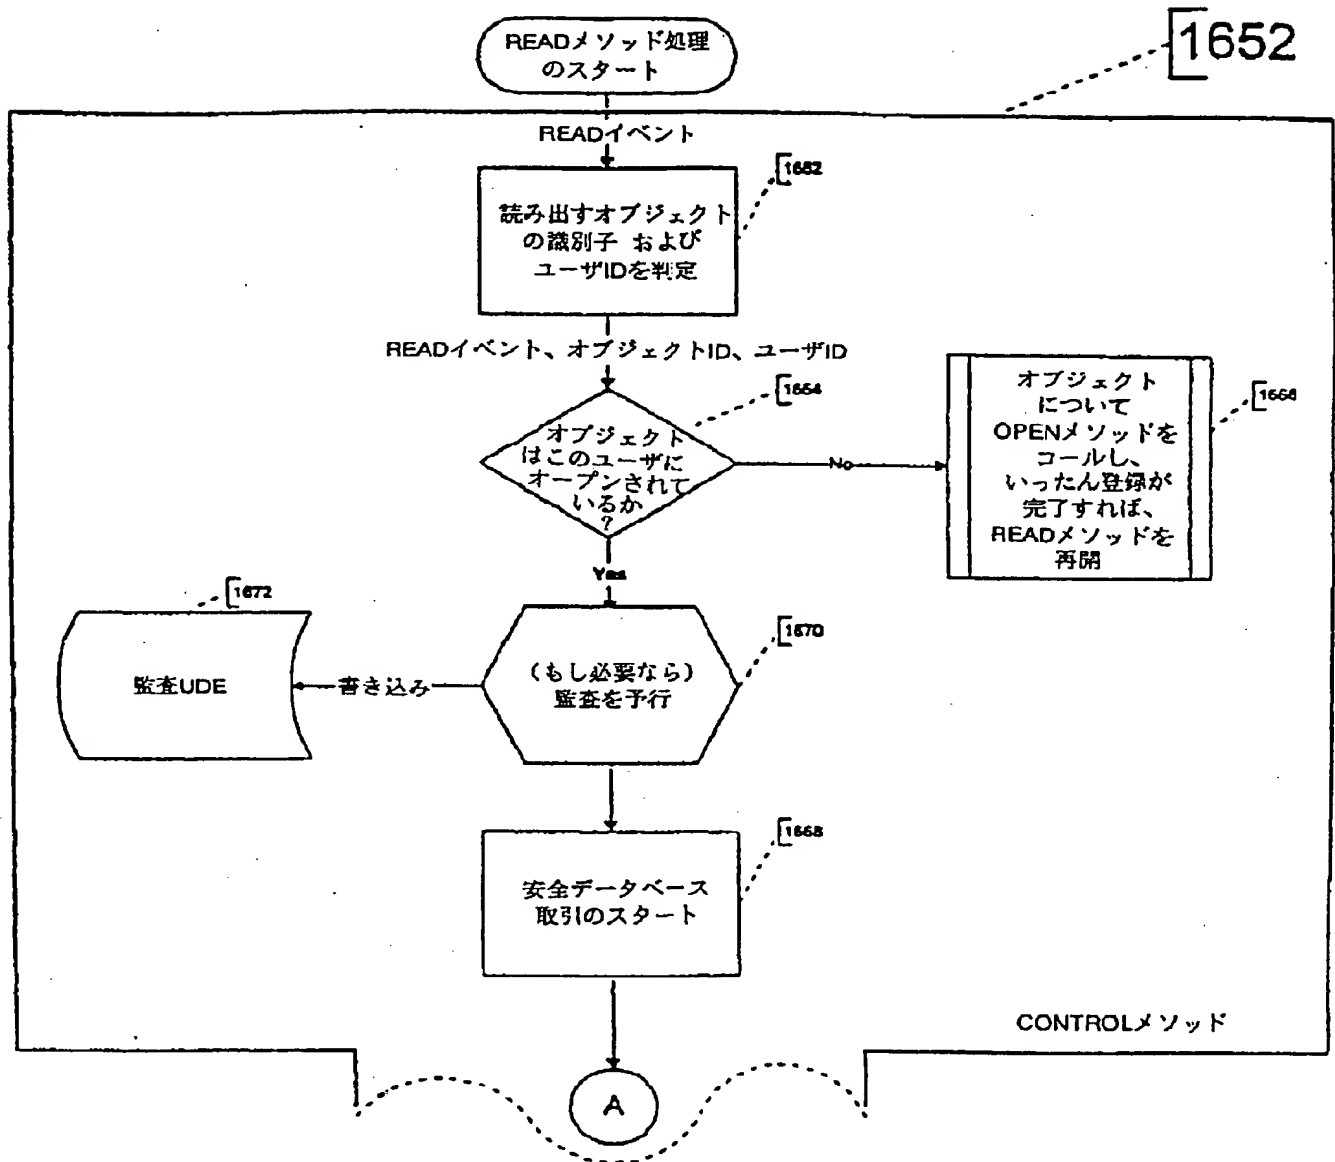 READメソッド処理
のスタート
1652
READイベント
1662
読み出すオブジェクト
の識別子 および
ユーザIDを判定
READイベント、オブジェクトID、ユーザID
1664
オブジェクト
はこのユーザに
オープンされて
いるか
?
No
オブジェクト
について
OPENメソッドを
コールし、
いったん登録が
完了すれば、
READメソッドを
再開
1666
Yes
1672
監査UDE
書き込み
1670
(もし必要なら)
監査を予行
1668
安全データベース
取引のスタート
CONTROLメソッド
A